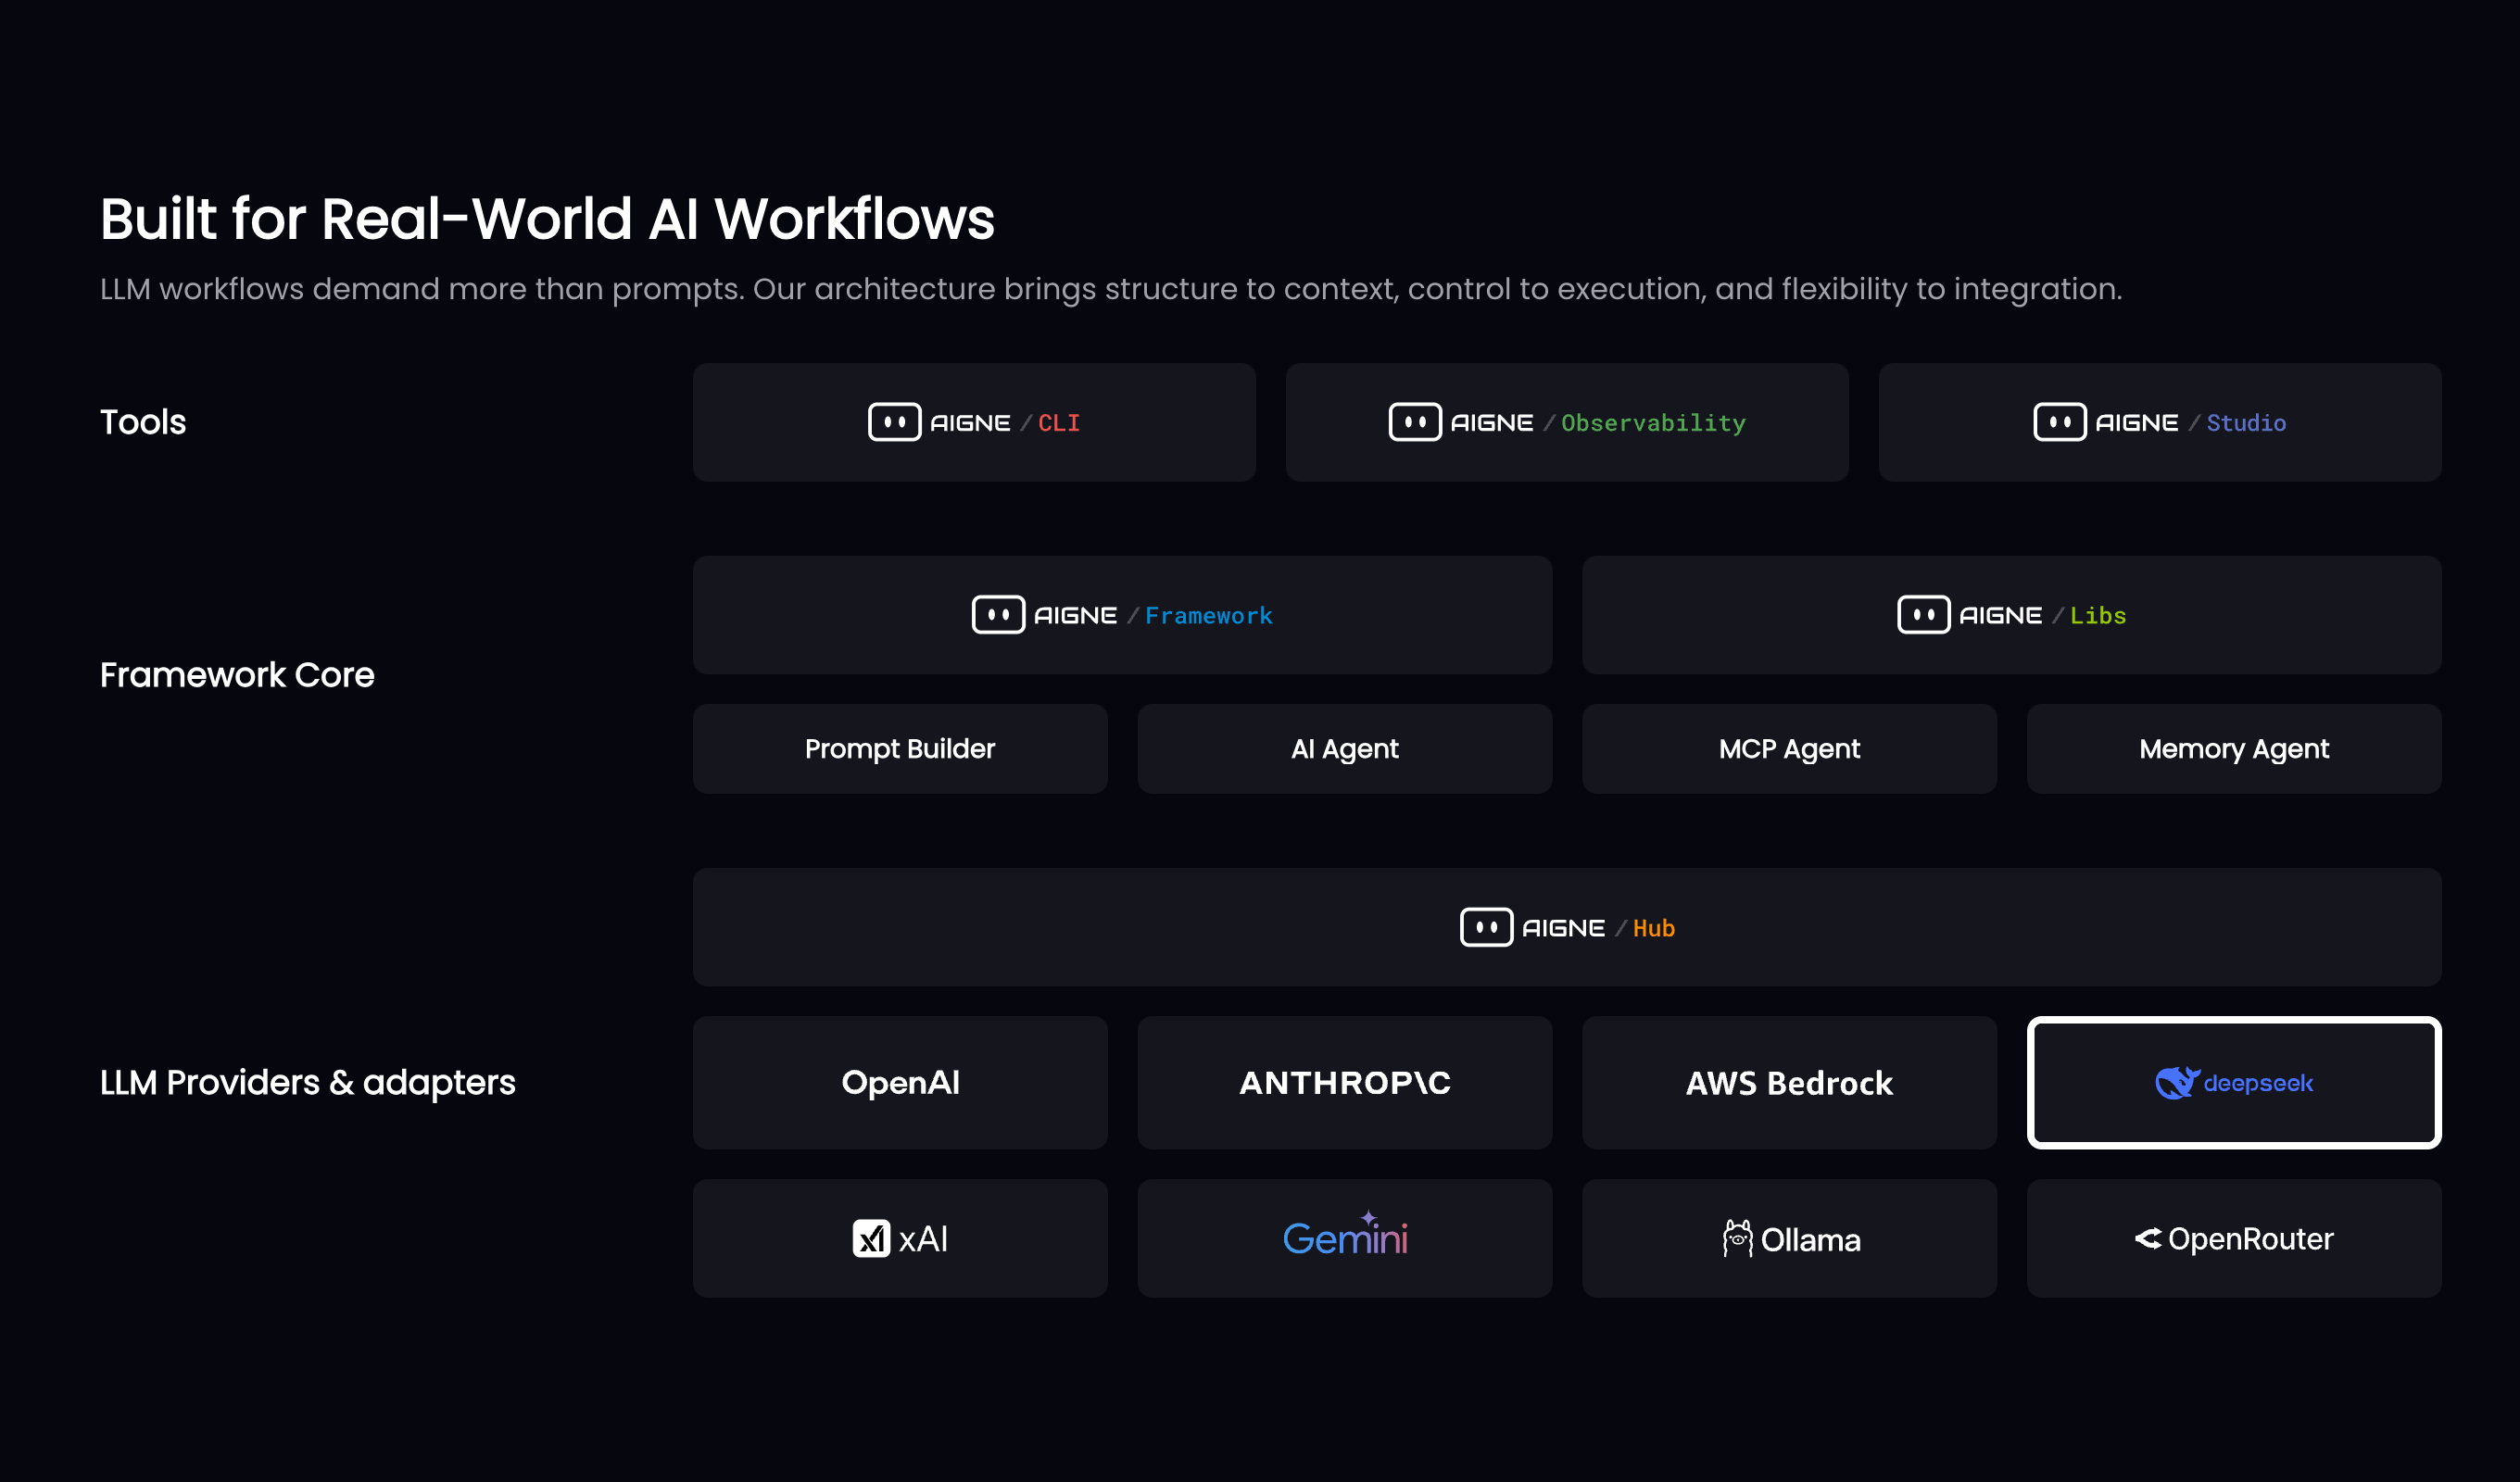 Built for Real-World AI Workflows
LLM workflows demand more than prompts. Our architecture brings structure to context, control to execution, and flexibility to integration.
Tools
AIGNE / CLI
AIGNE / Observability
AIGNE / Studio
Framework Core
AIGNE / Framework
AIGNE / Libs
Prompt Builder
AI Agent
MCP Agent
Memory Agent
LLM Providers & adapters
AIGNE / Hub
OpenAI
ANTHROP\C
AWS Bedrock
deepseek
xAI
Gemini
Ollama
OpenRouter